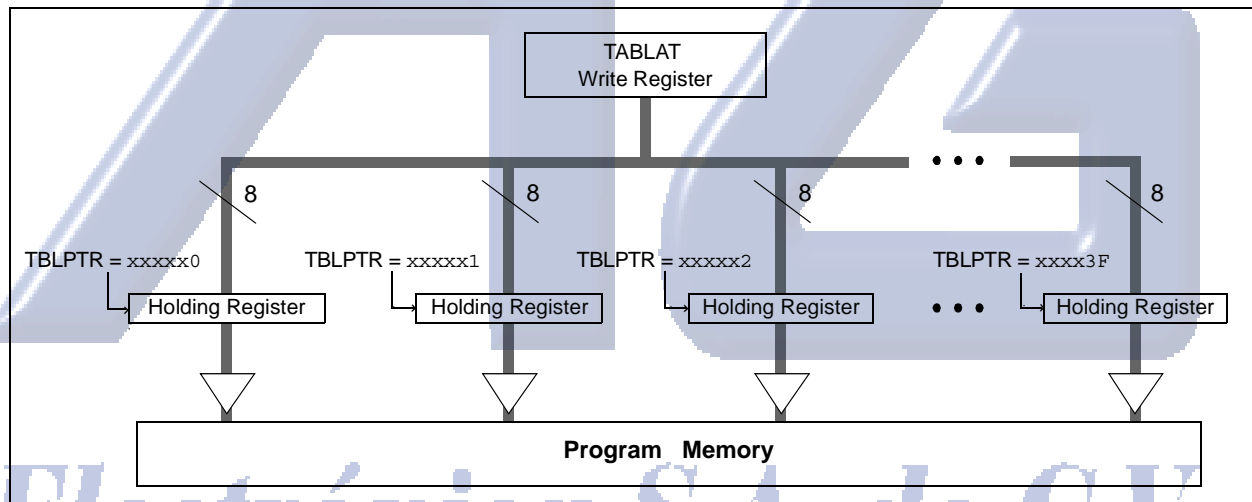 TABLAT
Write Register
• • •
8 8 8 8
TBLPTR = xxxxx0 TBLPTR = xxxxx1 TBLPTR = xxxxx2 TBLPTR = xxxx3F
Holding Register Holding Register Holding Register • • • Holding Register
Program Memory
S.A. de C.V.